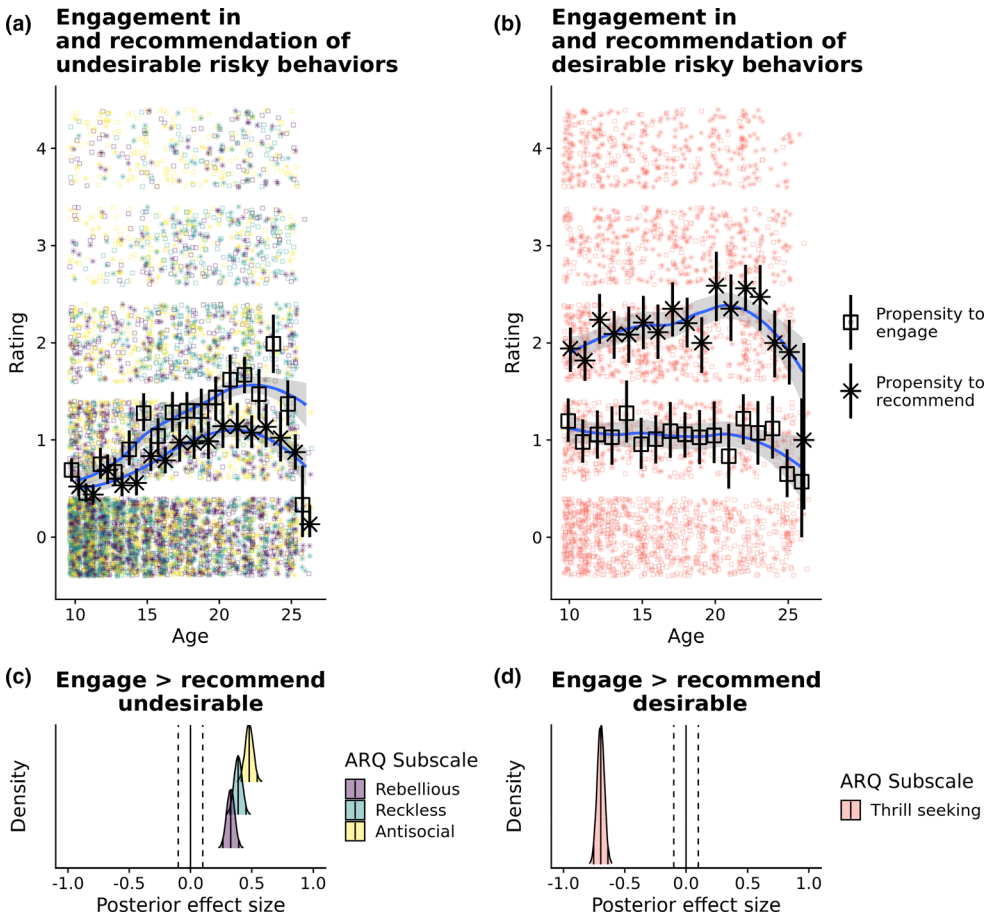 (a)
Engagement in
and recommendation of
undesirable risky behaviors
4
3
2
1
0
Rating
10 15 20 25
Age
(b)
Engagement in
and recommendation of
desirable risky behaviors
4
3
2
1
0
Rating
10 15 20 25
Age
Propensity to
engage
Propensity to
recommend
(c)
Engage > recommend
undesirable
Density
-1.0 -0.5 0.0 0.5 1.0
Posterior effect size
ARQ Subscale
Rebellious
Reckless
Antisocial
(d)
Engage > recommend
desirable
Density
-1.0 -0.5 0.0 0.5 1.0
Posterior effect size
ARQ Subscale
Thrill seeking